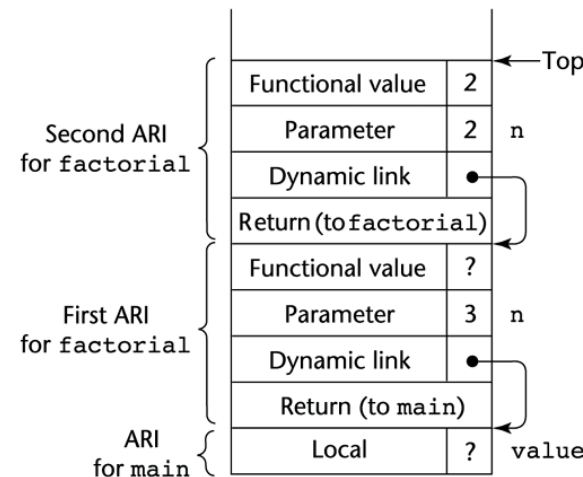 Top
Second ARI
for factorial
Functional value 2
Parameter 2 n
Dynamic link
Return (to factorial)
First ARI
for factorial
Functional value ?
Parameter 3 n
Dynamic link
Return (to main)
ARI
for main
Local ? value